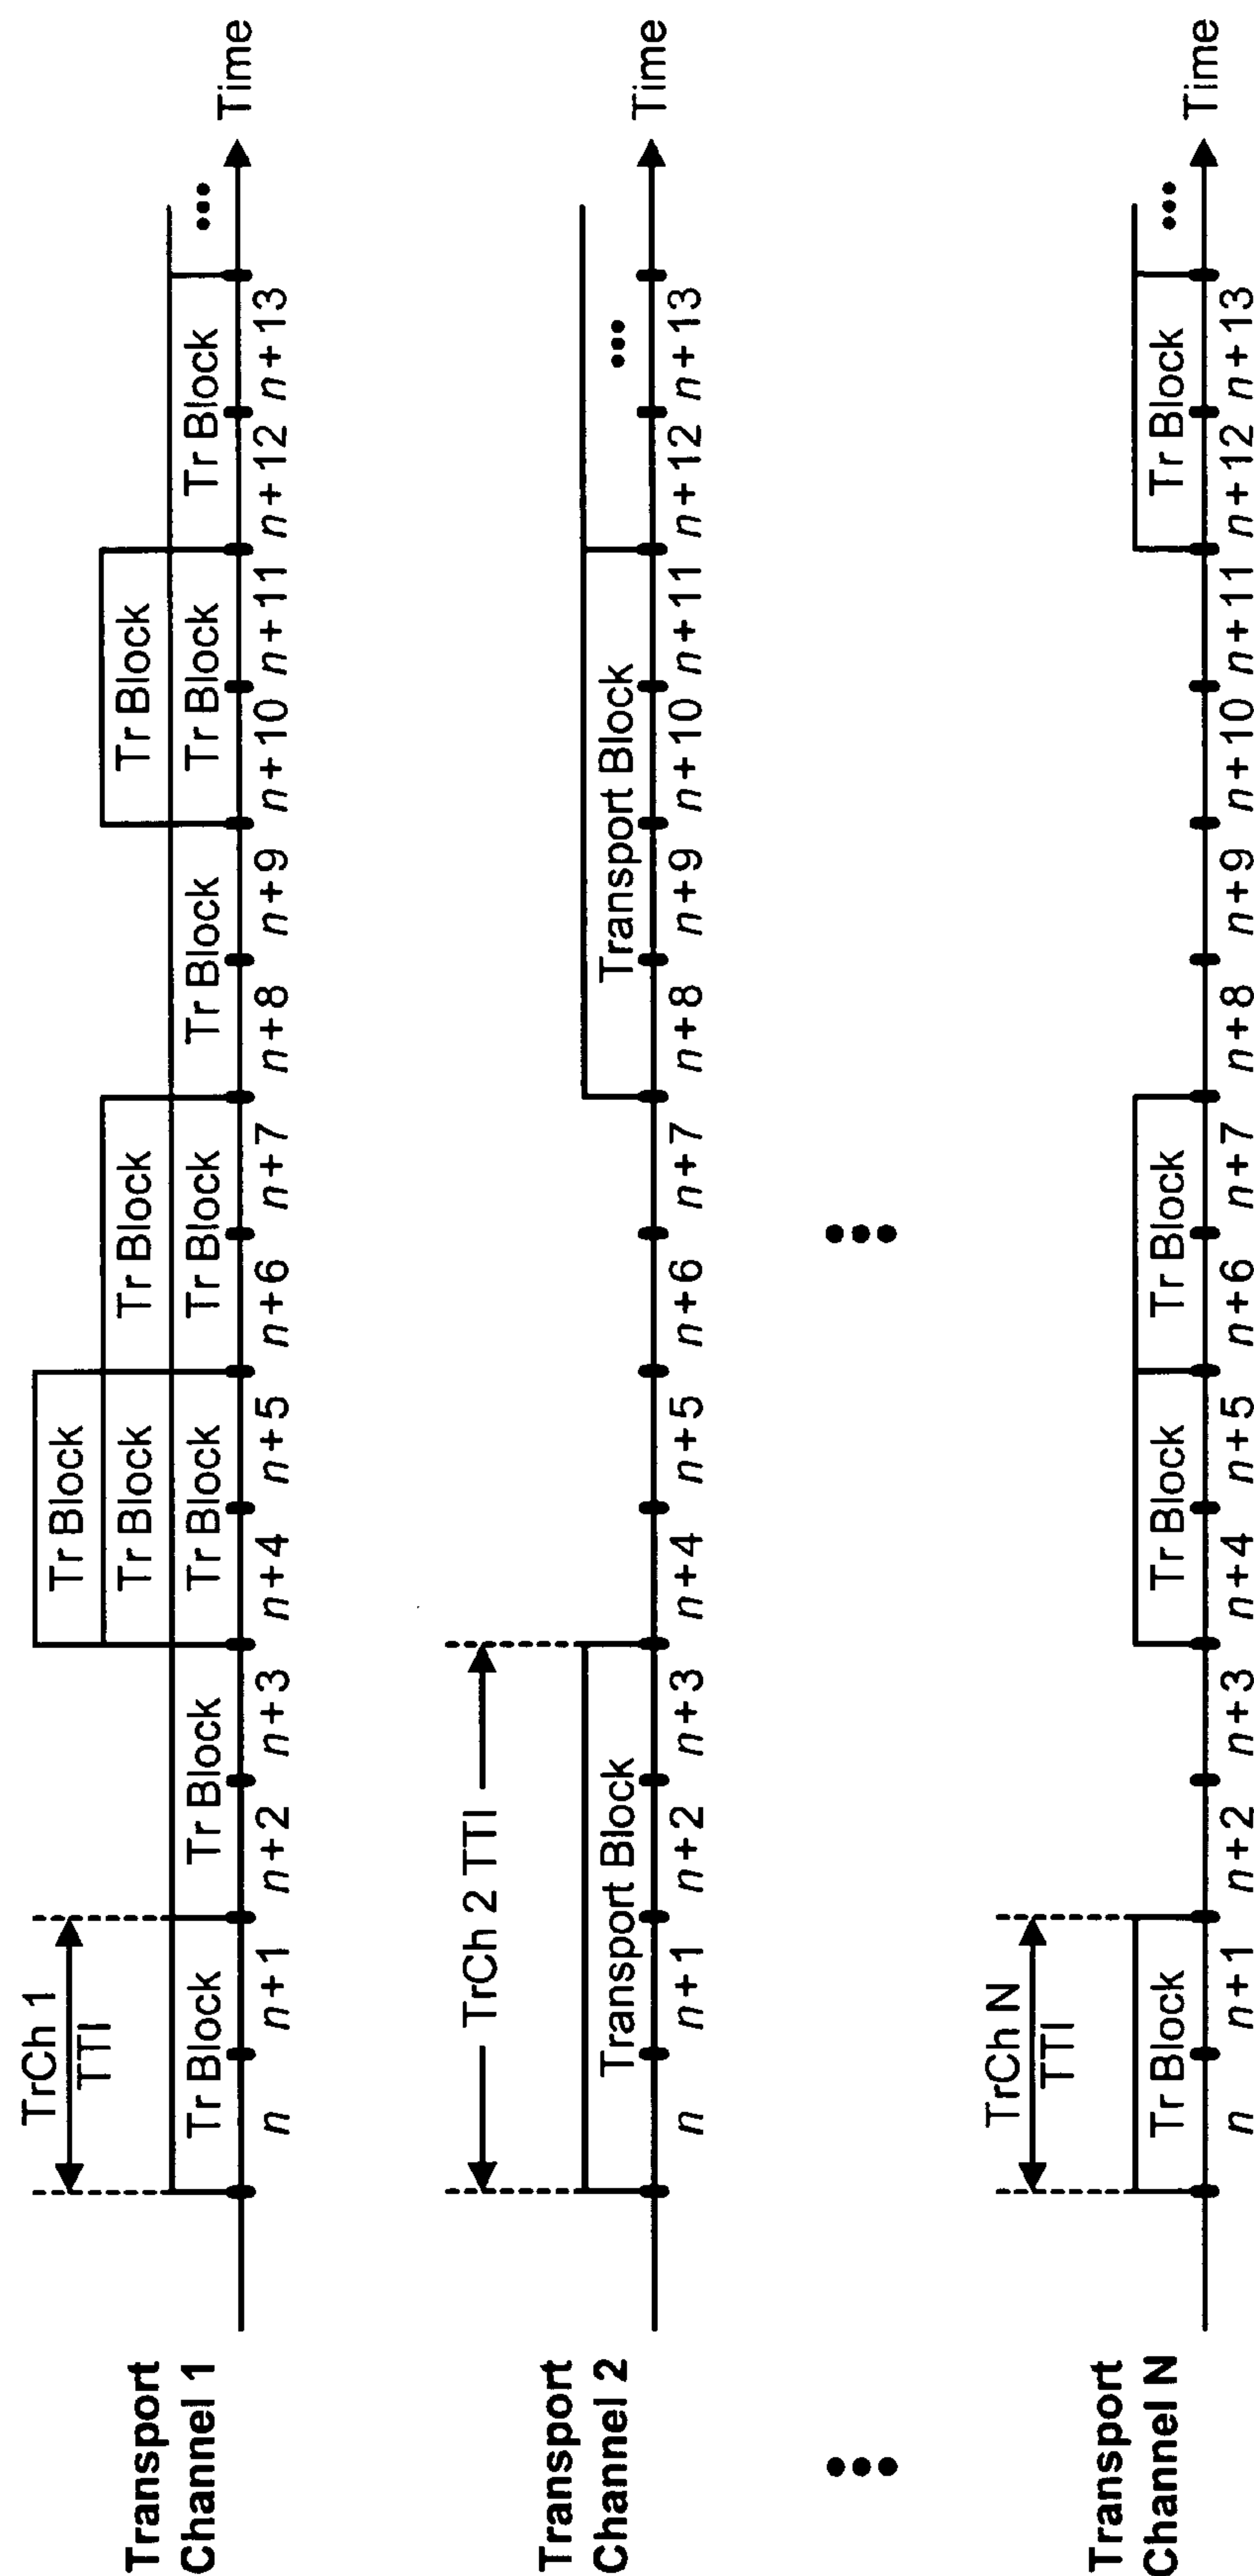 Transport
Channel 1
TrCh 1
TTI
Tr Block
Tr Block Tr Block Tr Block
Tr Block Tr Block Tr Block Tr Block Tr Block Tr Block Tr Block ...
n n+1 n+2 n+3 n+4 n+5 n+6 n+7 n+8 n+9 n+10 n+11 n+12 n+13
Time
Transport
Channel 2
TrCh 2 TTI
Transport Block Transport Block ...
n n+1 n+2 n+3 n+4 n+5 n+6 n+7 n+8 n+9 n+10 n+11 n+12 n+13
Time
Transport
Channel N
TrCh N
TTI
Tr Block Tr Block Tr Block Tr Block ...
n n+1 n+2 n+3 n+4 n+5 n+6 n+7 n+8 n+9 n+10 n+11 n+12 n+13
Time